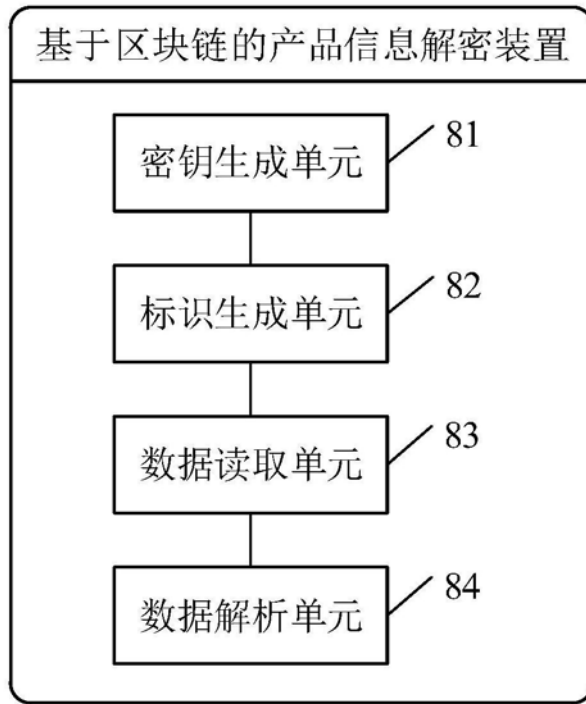 基于区块链的产品信息解密装置
密钥生成单元
81
标识生成单元
82
数据读取单元
83
数据解析单元
84